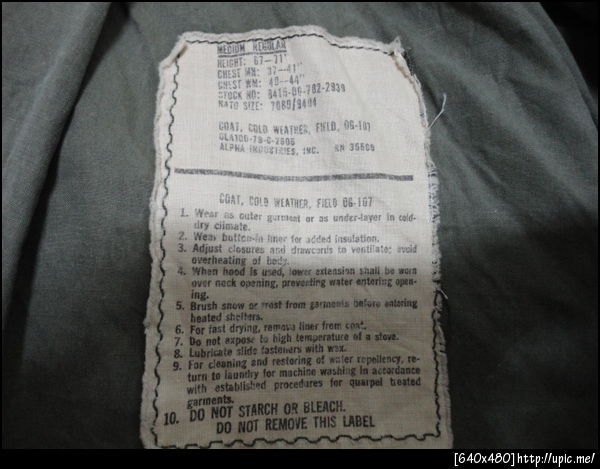 MEDIUM REGULAR
HEIGHT: 67--71"
CHEST MN: 37--41"
CHEST WM: 40--44"
STOCK NO: 8415-00-782-2939
NATO SIZE: 7080/9404
COAT, COLD WEATHER, FIELD, OG-107
DLA100-79-C-2606
ALPHA INDUSTRIES, INC. RN 35605
COAT, COLD WEATHER, FIELD OG-107
1. Wear as outer garment or as under-layer in cold-
dry climate.
2. Wear button-in liner for added insulation.
3. Adjust closures and drawcords to ventilate; avoid
overheating of body.
4. When hood is used, lower extension shall be worn
over neck opening, preventing water entering open-
ing.
5. Brush snow or frost from garments before entering
heated shelters.
6. For fast drying, remove liner from coat.
7. Do not expose to high temperature of a stove.
8. Lubricate slide fasteners with wax.
9. For cleaning and restoring of water repellency, re-
turn to laundry for machine washing in accordance
with established procedures for quarpel treated
garments.
10. DO NOT STARCH OR BLEACH.
DO NOT REMOVE THIS LABEL
[640x480]http://upic.me/